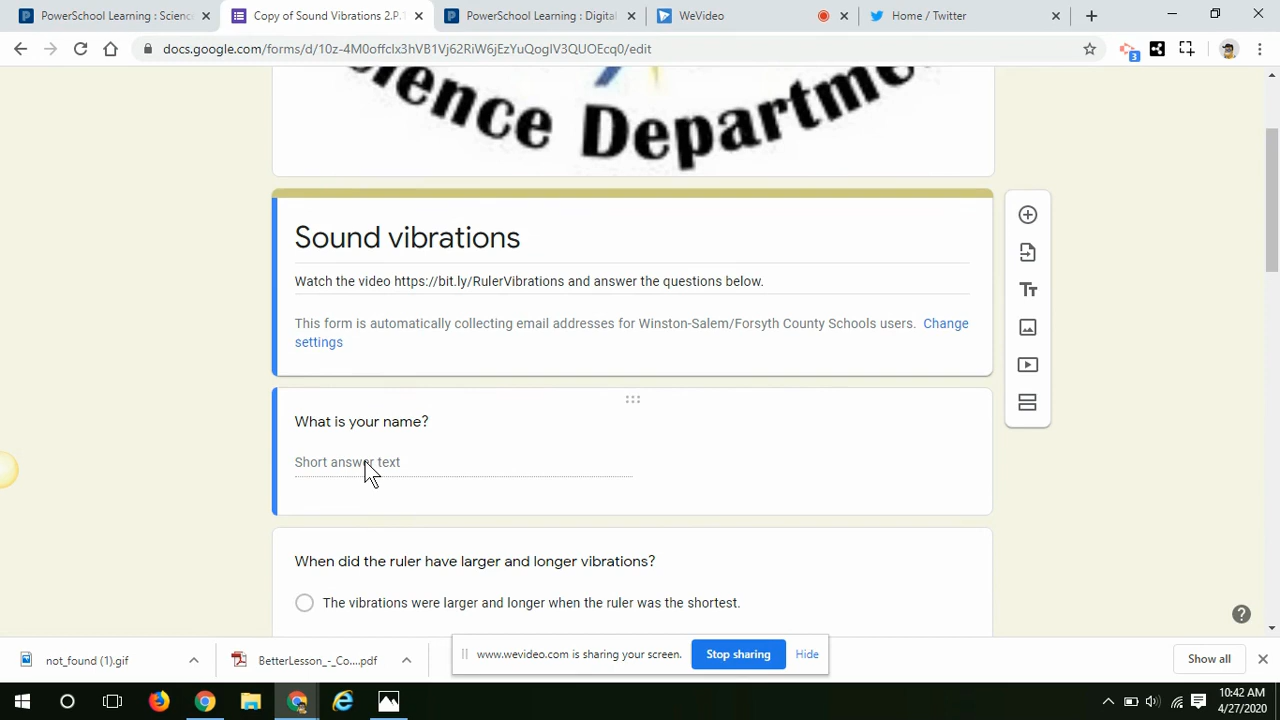 PowerSchool Learning : Scienc
Copy of Sound Vibrations 2.P.1
PowerSchool Learning : Digital
WeVideo
Home / Twitter
docs.google.com/forms/d/10z-4M0offclx3hVB1Vj62RiW6jEzYuQoglV3QUOEcq0/edit
3
Science Departme
Sound vibrations
Watch the video https://bit.ly/RulerVibrations and answer the questions below.
This form is automatically collecting email addresses for Winston-Salem/Forsyth County Schools users. Change
settings
Tт
What is your name?
Short answer text
When did the ruler have larger and longer vibrations?
The vibrations were larger and longer when the ruler was the shortest.
www.wevideo.com is sharing your screen.
Stop sharing
Hide
not_found (1).gif
BetterLesson_-_Co....pdf
Show all
10:42 AM
4/27/2020